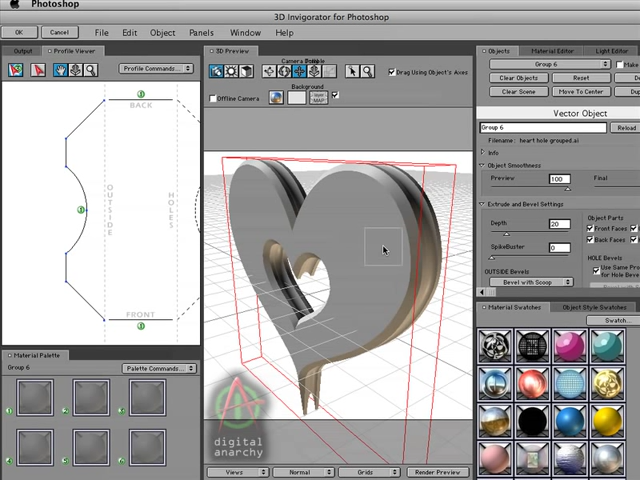 Photoshop
3D Invigorator for Photoshop
OK
Cancel
File Edit Object Panels Window Help
Output
Profile Viewer
3D Preview
Objects
Material Editor
Light Editor
Profile Commands...
Drag Using Object's Axes
Background
Offline Camera
Group 6
Make
Clear Objects
Reset
Clear Scene
Move To Center
Vector Object
Group 6
Reload
Filename : heart hole grouped.ai
Info
Object Smoothness
Preview 100 Final
Extrude and Bevel Settings
Depth 20
SpikeBuster 0
Object Parts
Front Faces
Back Faces
HOLE Bevels
Use Same Pro
for Hole Bevel
OUTSIDE Bevels
Bevel with Scoop
BACK
OUTSIDE
HOLES
FRONT
Material Palette
Group 6
Palette Commands...
Material Swatches
Object Style Swatches
Swatch...
digital
anarchy
Views
Normal
Grids
Render Preview